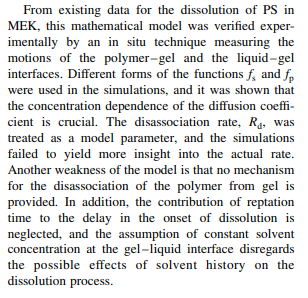 From existing data for the dissolution of PS in
MEK, this mathematical model was verified exper-
imentally by an in situ technique measuring the
motions of the polymer–gel and the liquid–gel
interfaces. Different forms of the functions fs and fp
were used in the simulations, and it was shown that
the concentration dependence of the diffusion coeffi-
cient is crucial. The disassociation rate, Rd, was
treated as a model parameter, and the simulations
failed to yield more insight into the actual rate.
Another weakness of the model is that no mechanism
for the disassociation of the polymer from gel is
provided. In addition, the contribution of reptation
time to the delay in the onset of dissolution is
neglected, and the assumption of constant solvent
concentration at the gel–liquid interface disregards
the possible effects of solvent history on the
dissolution process.